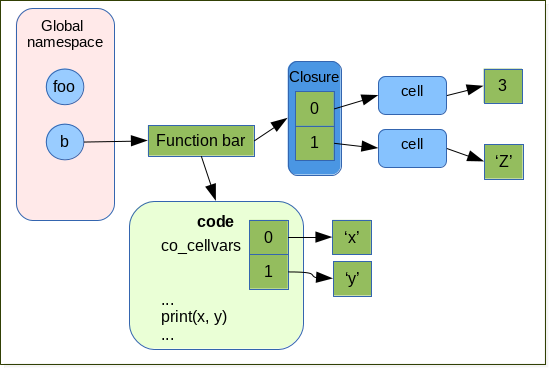 Global
namespace
foo
b
Function bar
Closure
0
1
cell
cell
3
‘Z’
code
co_cellvars
0
1
‘x’
‘y’
...
print(x, y)
...